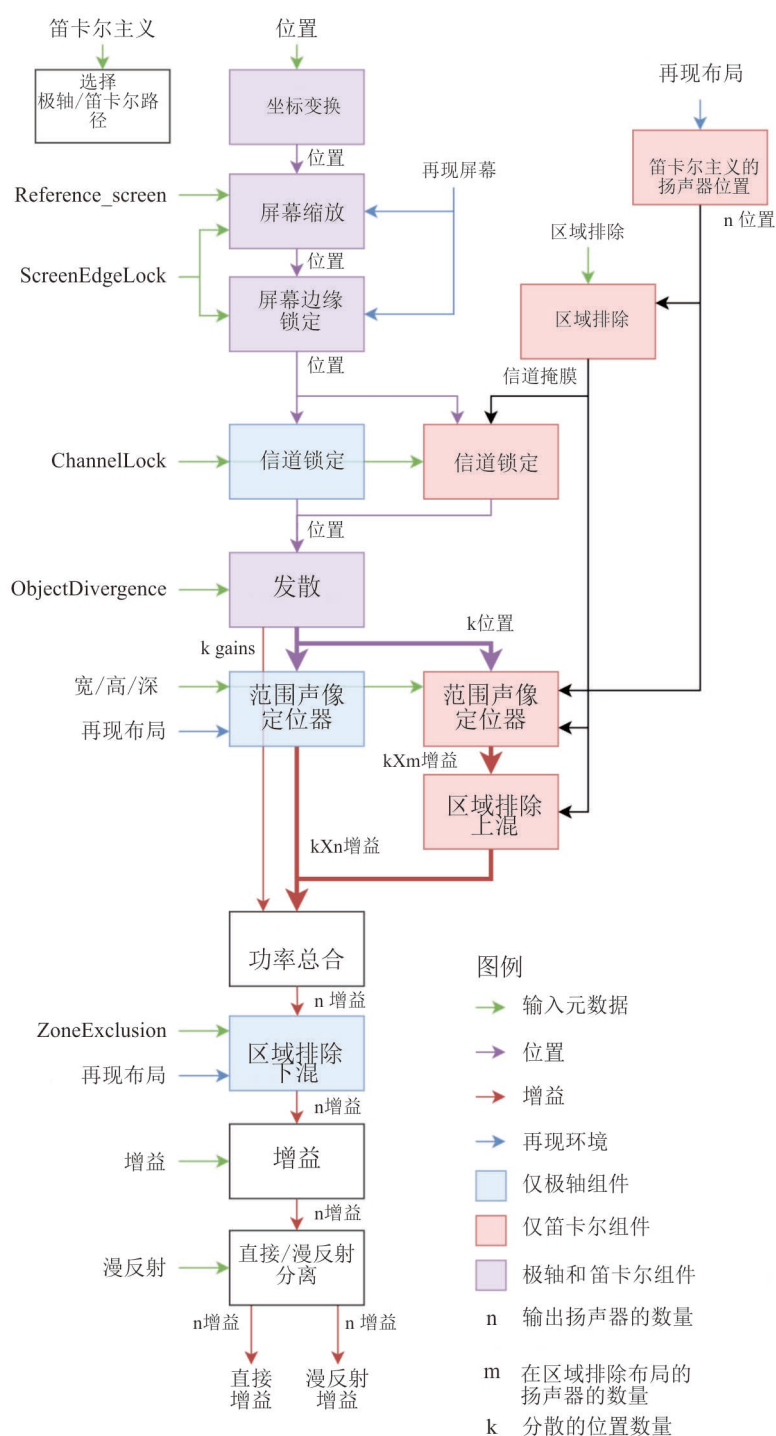 笛卡尔主义
位置
选择
极轴/笛卡尔路
径
坐标变换
再现布局
位置
再现屏幕
笛卡尔主义的
扬声器位置
Reference_screen
屏幕缩放
n 位置
区域排除
位置
ScreenEdgeLock
屏幕边缘
锁定
区域排除
位置
信道掩膜
ChannelLock
信道锁定
信道锁定
位置
ObjectDivergence
发散
k gains
k位置
宽/高/深
范围声像
定位器
范围声像
定位器
再现布局
kXm增益
区域排除
上混
kXn增益
功率总合
n 增益
ZoneExclusion
区域排除
下混
再现布局
n增益
增益
增益
n增益
漫反射
直接/漫反射
分离
n增益
n 增益
直接
增益
漫反射
增益
图例
输入元数据
位置
增益
再现环境
仅极轴组件
仅笛卡尔组件
极轴和笛卡尔组件
n 输出扬声器的数量
m 在区域排除布局的
扬声器的数量
k 分散的位置数量